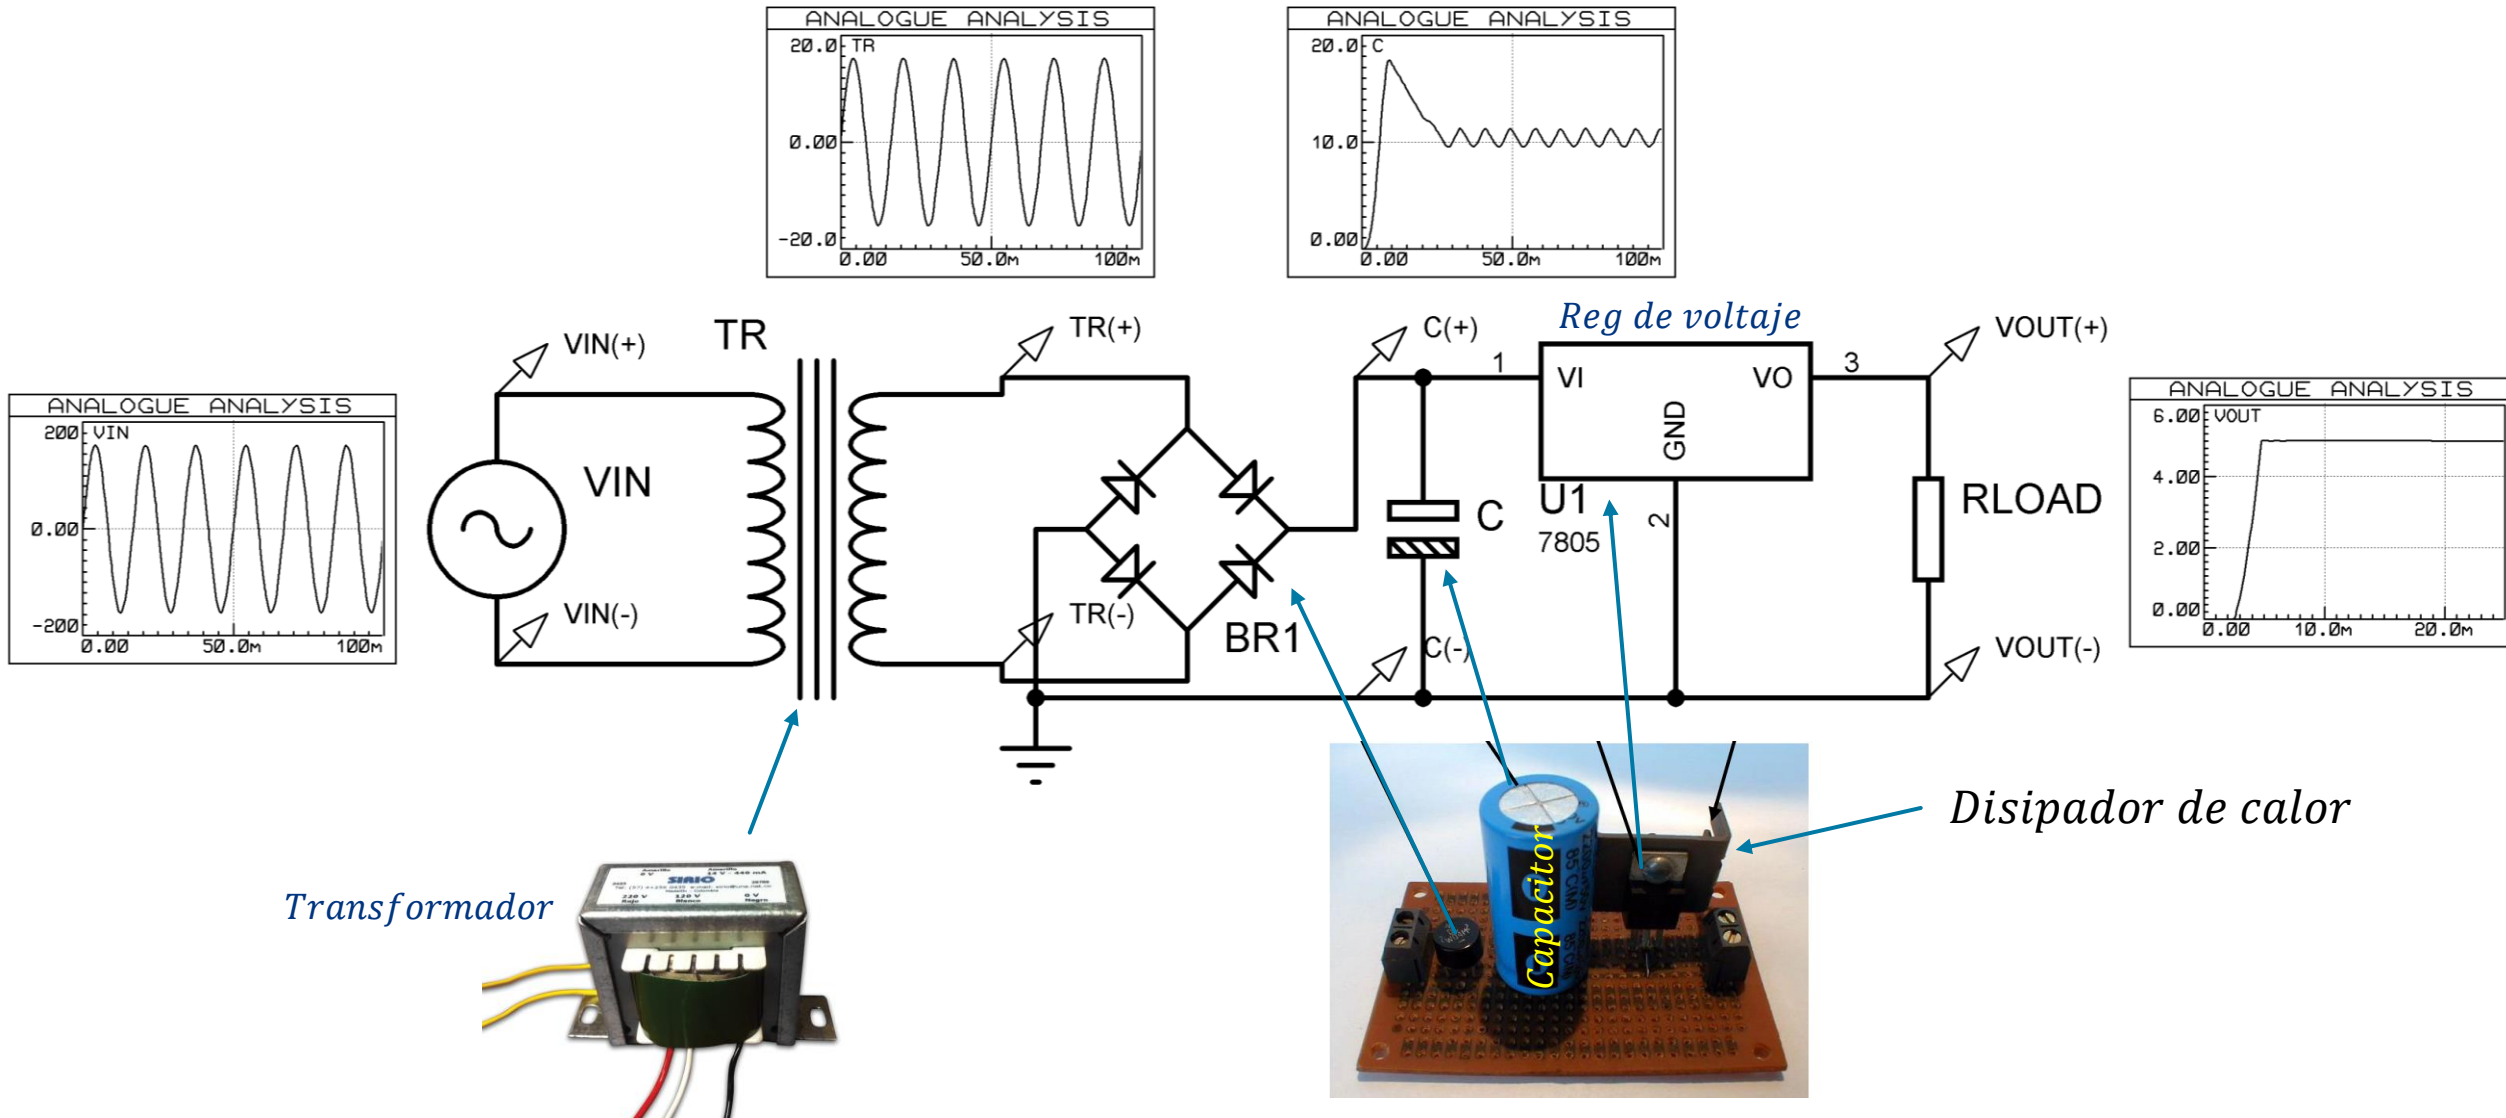 ANALOGUE ANALYSIS
20.0
TR
0.00
-20.0
0.00 50.0m 100m
ANALOGUE ANALYSIS
20.0
C
10.0
0.00
0.00 50.0m 100m
ANALOGUE ANALYSIS
200
VIN
0.00
-200
0.00 50.0m 100m
VIN(+)
VIN
VIN(-)
TR
TR(+)
TR(-)
BR1
C(+)
C
C(-)
Reg de voltaje
1
VI
VO
3
GND
2
U1
7805
VOUT(+)
RLOAD
VOUT(-)
ANALOGUE ANALYSIS
6.00
VOUT
4.00
2.00
0.00
0.00 10.0m 20.0m
Transformador
SIRIO
Capacitor
Disipador de calor